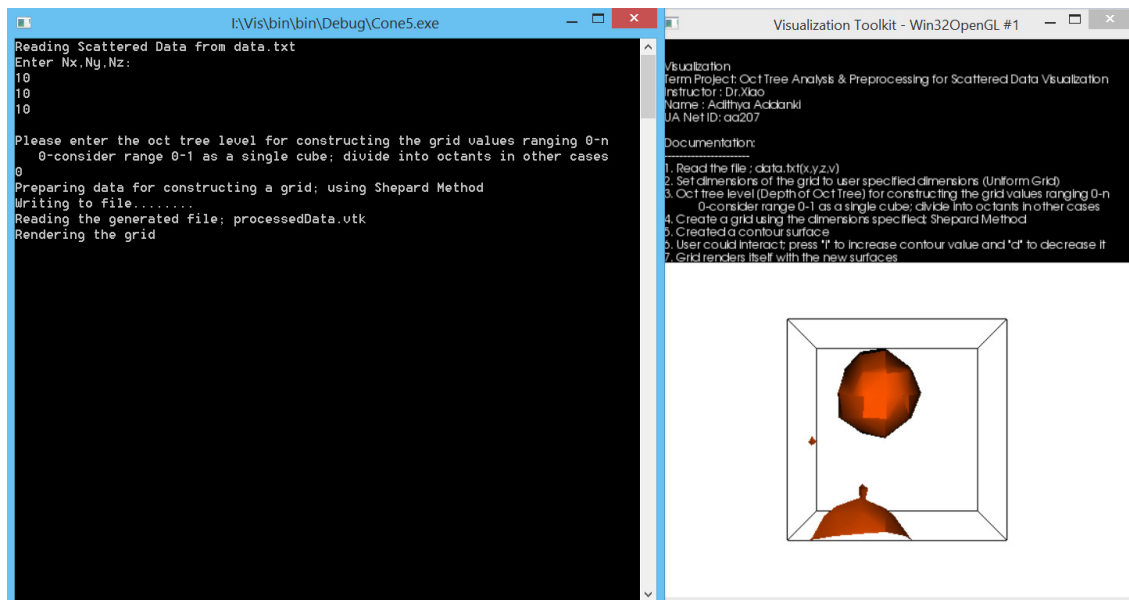 I:\Vis\bin\bin\Debug\Cone5.exe
Reading Scattered Data from data.txt
Enter Nx,Ny,Nz:
10
10
10
Please enter the oct tree level for constructing the grid values ranging 0-n
0-consider range 0-1 as a single cube; divide into octants in other cases
0
Preparing data for constructing a grid; using Shepard Method
Writing to file........
Reading the generated file; processedData.vtk
Rendering the grid
Visualization Toolkit - Win32OpenGL #1
Visualization
Term Project: Oct Tree Analysis & Preprocessing for Scattered Data Visualization
Instructor : Dr.Xiao
Name : Adithya Addanki
UA Net ID: aa207
Documentation:
----------------------
1. Read the file ; data.txt(x,y,z,v)
2. Set dimensions of the grid to user specified dimensions (Uniform Grid)
3. Oct tree level (Depth of Oct Tree) for constructing the grid values ranging 0-n
0-consider range 0-1 as a single cube; divide into octants in other cases
4. Create a grid using the dimensions specified; Shepard Method
5. Created a contour surface
6. User could interact; press "i" to increase contour value and "d" to decrease it
7. Grid renders itself with the new surfaces